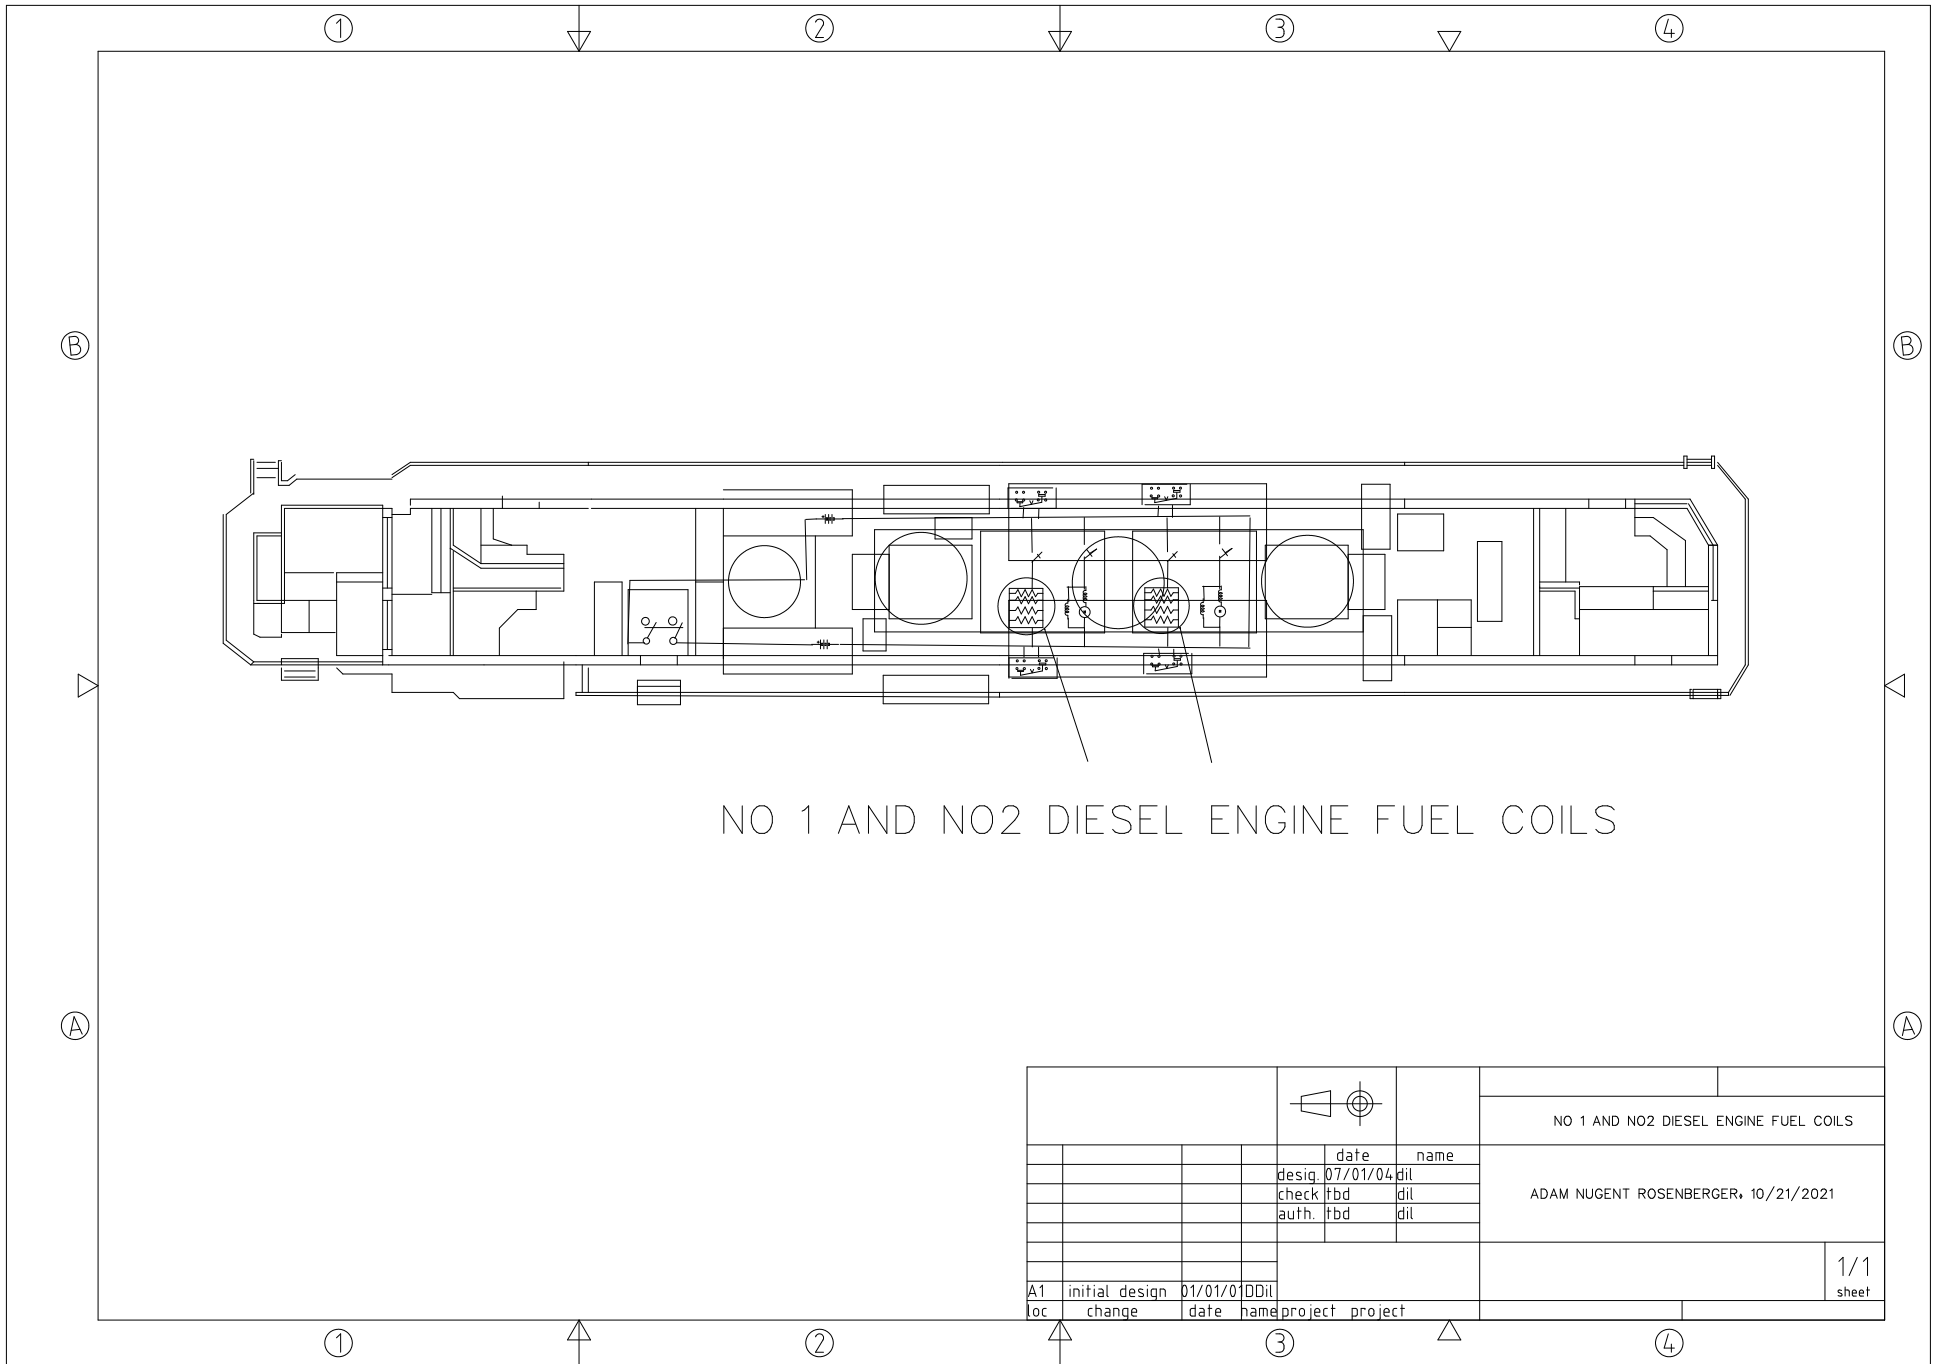 1 2 3 4
B B
NO 1 AND NO2 DIESEL ENGINE FUEL COILS
A A
NO 1 AND NO2 DIESEL ENGINE FUEL COILS
date name
desig. 07/01/04 dil
check tbd dil
auth. tbd dil
ADAM NUGENT ROSENBERGER, 10/21/2021
1/1
sheet
A1 initial design 01/01/01 DDil
loc change date name project project
1 2 3 4